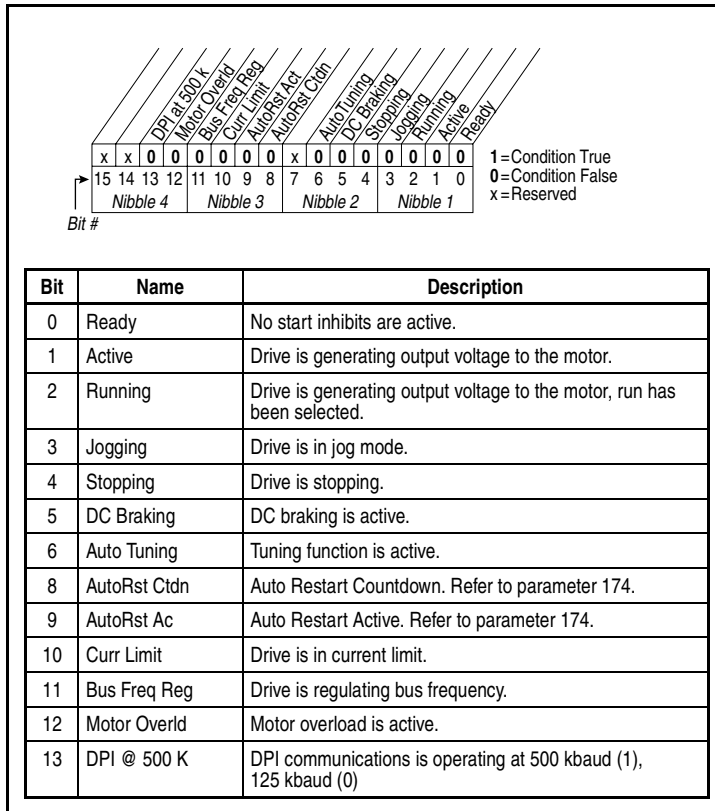 DPI at 500 k
Motor Overld
Bus Freq Reg
Curr Limit
AutoRst Act
AutoRst Ctdn
AutoTuning
DC Braking
Stopping
Jogging
Running
Active
Ready
x x 0 0 0 0 0 0 x 0 0 0 0 0 0 0
15 14 13 12 11 10 9 8 7 6 5 4 3 2 1 0
Nibble 4 Nibble 3 Nibble 2 Nibble 1
Bit #
1=Condition True
0=Condition False
x=Reserved
Bit Name Description
0 Ready No start inhibits are active.
1 Active Drive is generating output voltage to the motor.
2 Running Drive is generating output voltage to the motor, run has
been selected.
3 Jogging Drive is in jog mode.
4 Stopping Drive is stopping.
5 DC Braking DC braking is active.
6 Auto Tuning Tuning function is active.
8 AutoRst Ctdn Auto Restart Countdown. Refer to parameter 174.
9 AutoRst Ac Auto Restart Active. Refer to parameter 174.
10 Curr Limit Drive is in current limit.
11 Bus Freq Reg Drive is regulating bus frequency.
12 Motor Overld Motor overload is active.
13 DPI @ 500 K DPI communications is operating at 500 kbaud (1),
125 kbaud (0)